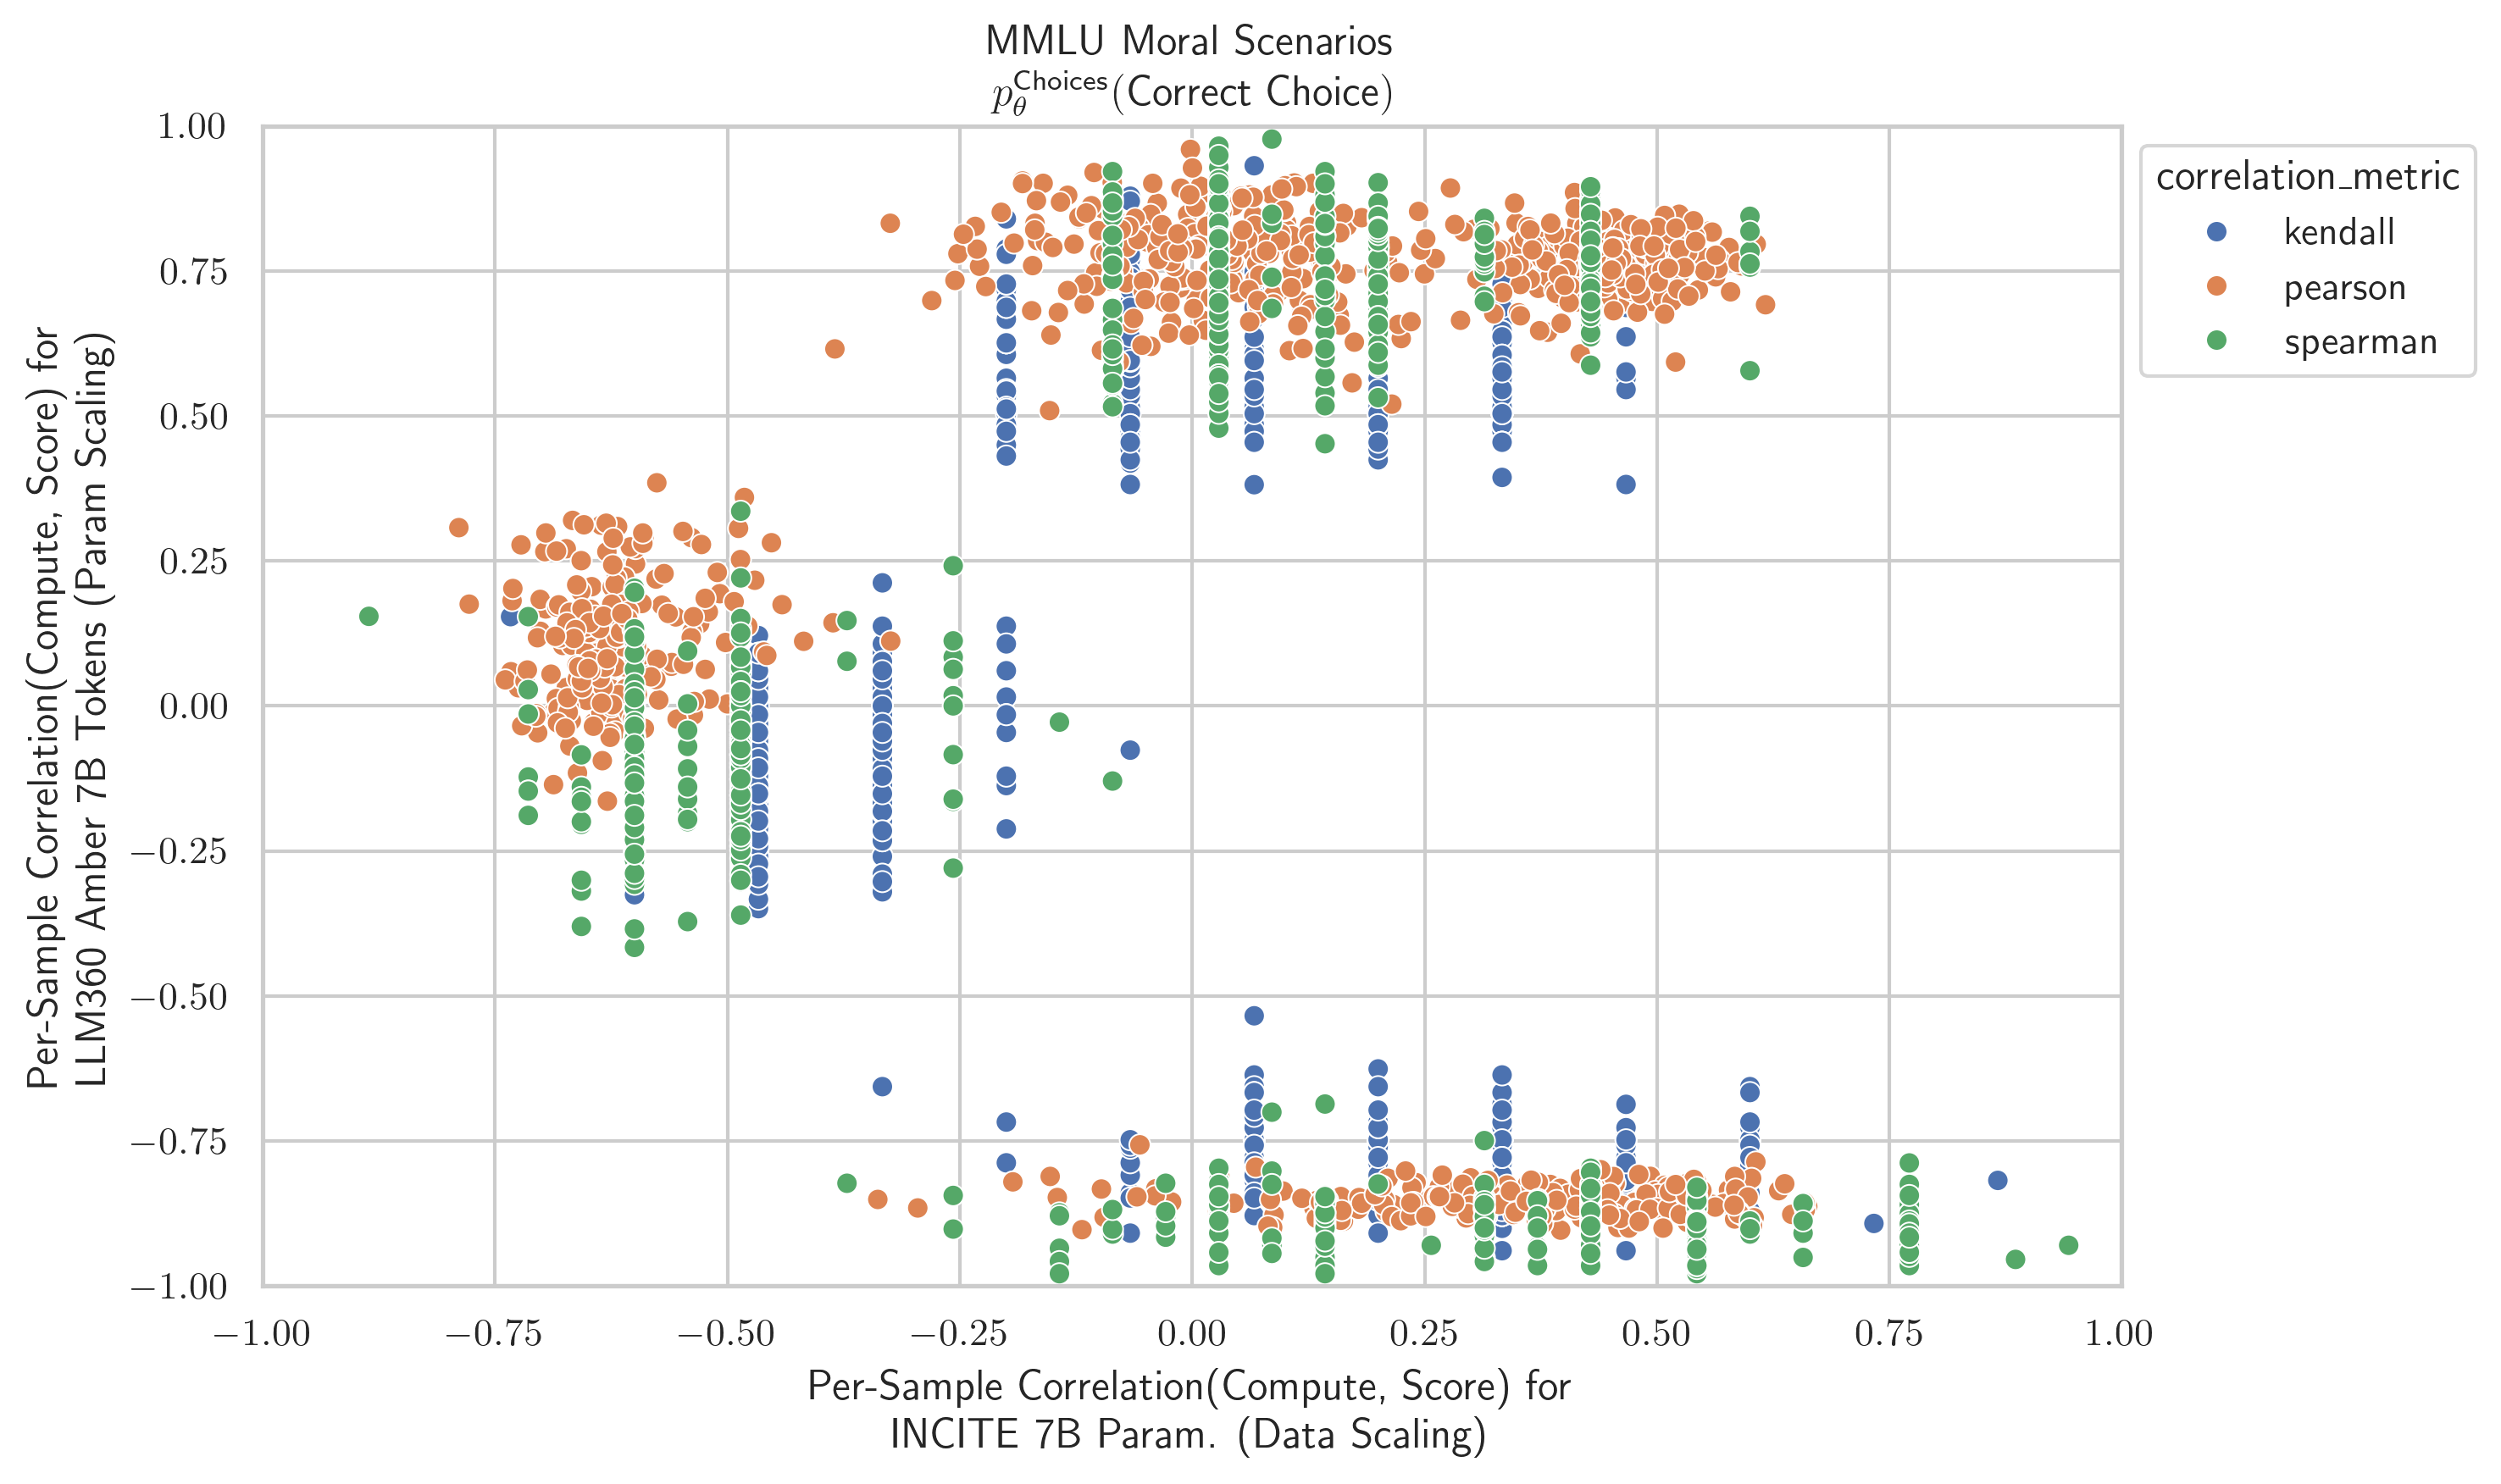 MMLU Moral Scenarios
p_θ^Choices(Correct Choice)
1.00
0.75
0.50
0.25
0.00
−0.25
−0.50
−0.75
−1.00
Per-Sample Correlation(Compute, Score) for
LLM360 Amber 7B Tokens (Param Scaling)
−1.00 −0.75 −0.50 −0.25 0.00 0.25 0.50 0.75 1.00
Per-Sample Correlation(Compute, Score) for
INCITE 7B Param. (Data Scaling)
correlation_metric
kendall
pearson
spearman